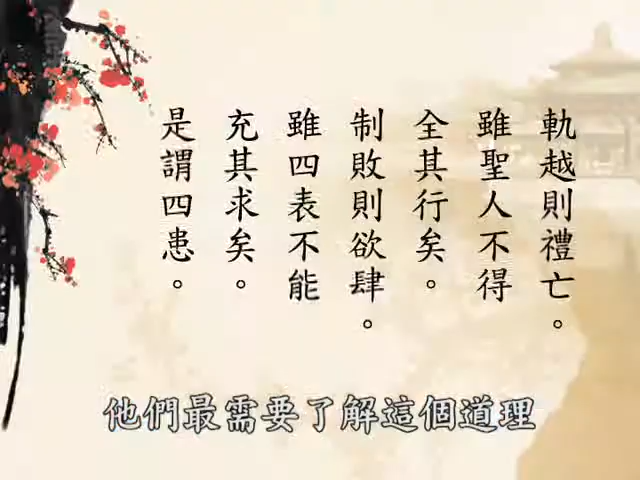 軌越則禮亡。
雖聖人不得
全其行矣。
制敗則欲肆。
雖四表不能
充其求矣。
是謂四患。
他們最需要了解這個道理